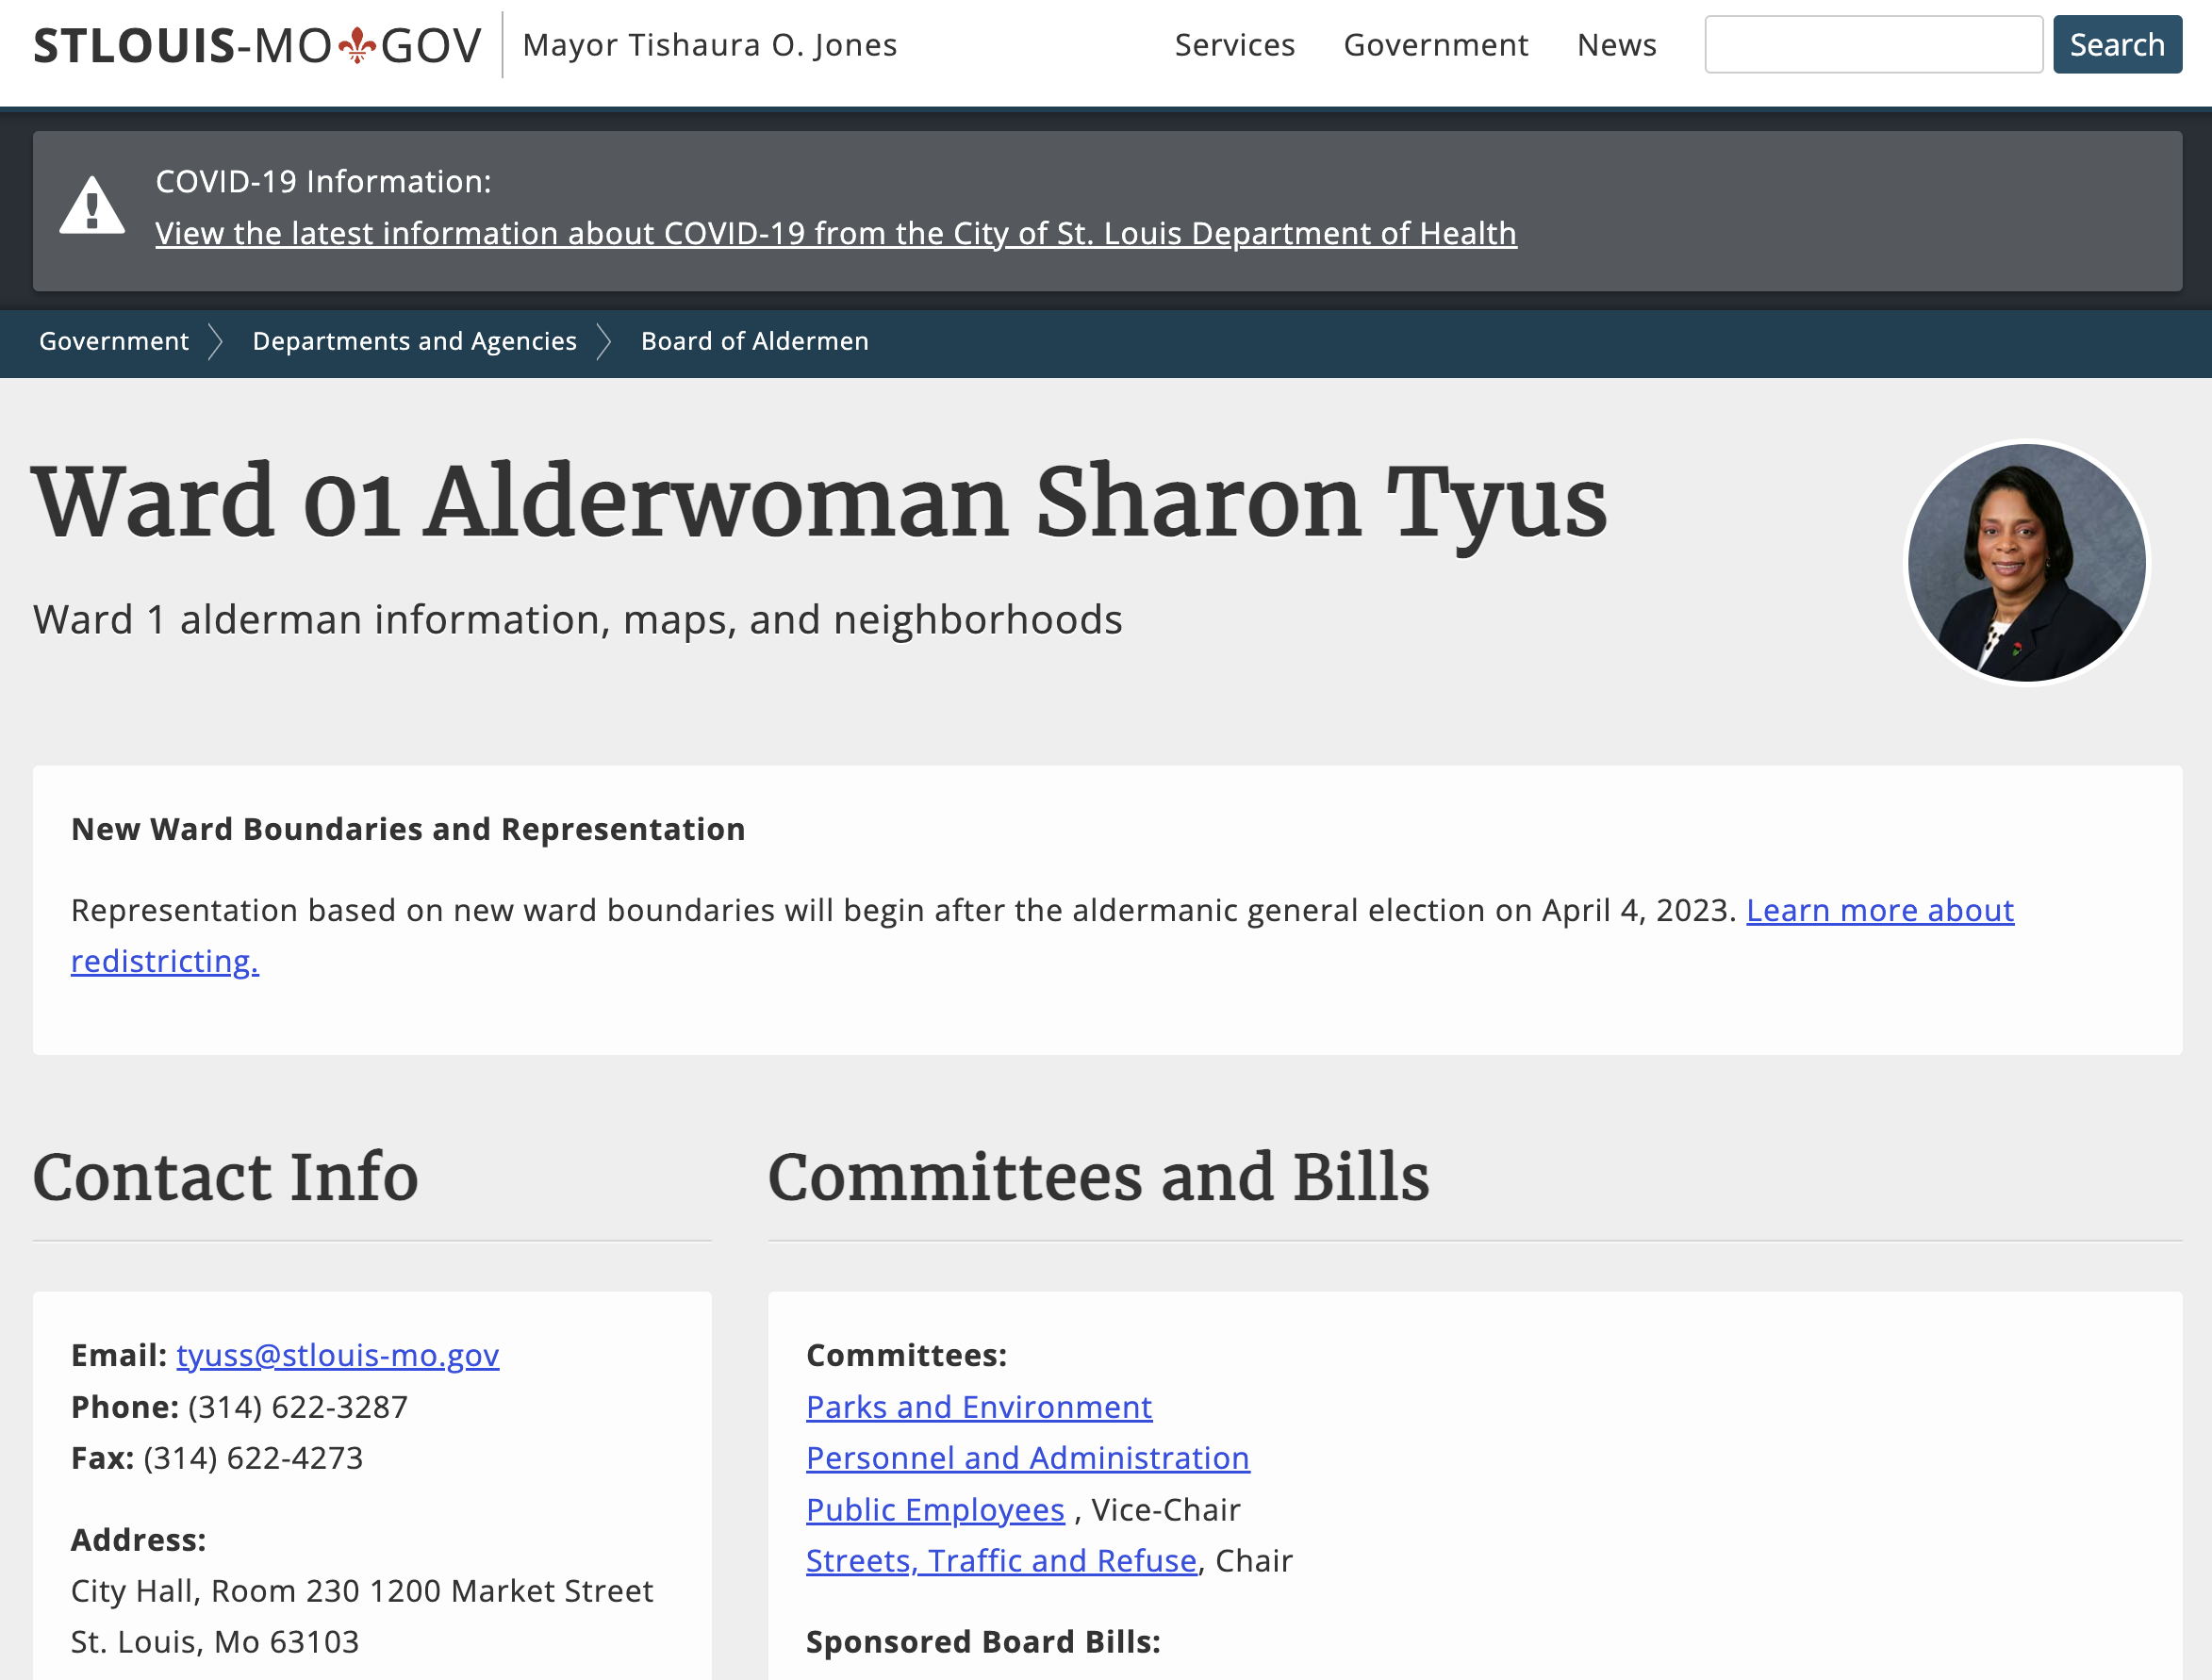 STLOUIS-MO GOV
Mayor Tishaura O. Jones
Services
Government
News
Search
COVID-19 Information:
View the latest information about COVID-19 from the City of St. Louis Department of Health
Government
Departments and Agencies
Board of Aldermen
Ward 01 Alderwoman Sharon Tyus
Ward 1 alderman information, maps, and neighborhoods
New Ward Boundaries and Representation
Representation based on new ward boundaries will begin after the aldermanic general election on April 4, 2023. Learn more about
redistricting.
Contact Info
Email: tyuss@stlouis-mo.gov
Phone: (314) 622-3287
Fax: (314) 622-4273
Address:
City Hall, Room 230 1200 Market Street
St. Louis, Mo 63103
Committees and Bills
Committees:
Parks and Environment
Personnel and Administration
Public Employees , Vice-Chair
Streets, Traffic and Refuse, Chair
Sponsored Board Bills: